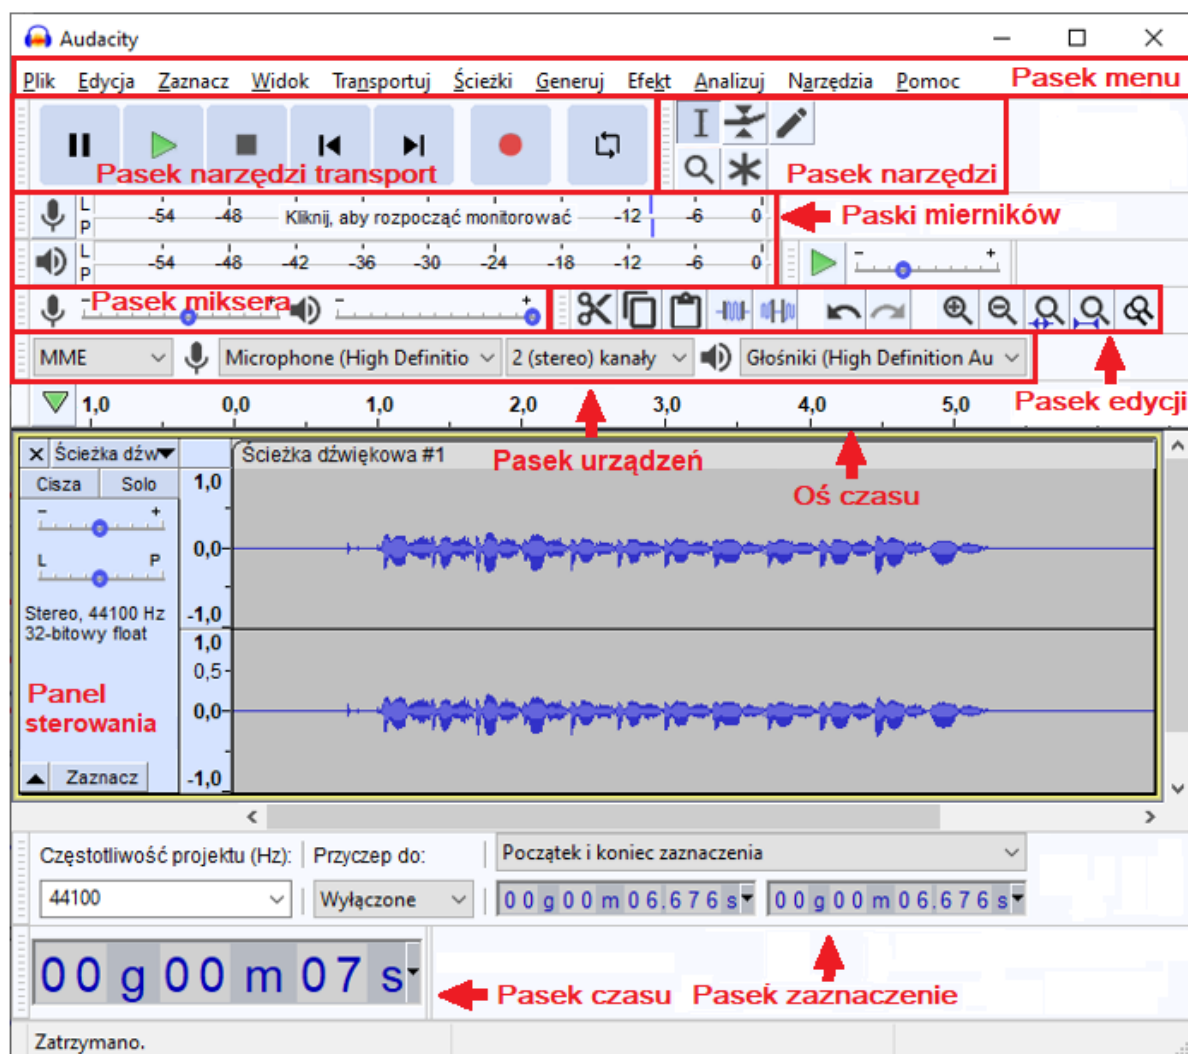 Audacity
Plik Edycja Zaznacz Widok Transportuj Ścieżki Generuj Efekt Analizuj Narzędzia Pomoc Pasek menu
Pasek narzędzi transport Pasek narzędzi
L
P
-54 -48 Kliknij, aby rozpocząć monitorować -12 -6 0 Paski mierników
L
P
-54 -48 -42 -36 -30 -24 -18 -12 -6 0 - +
- Pasek miksera + - +
MME Microphone (High Definitio 2 (stereo) kanały Głośniki (High Definition Au
1,0 0,0 1,0 2,0 3,0 4,0 5,0 Pasek edycji
Ścieżka dźw Ścieżka dźwiękowa #1 Pasek urządzeń
Cisza Solo 1,0 Oś czasu
- +
0,0
L P
Stereo, 44100 Hz -1,0
32-bitowy float 1,0
0,5
Panel
sterowania 0,0
Zaznacz -1,0
Częstotliwość projektu (Hz): Przyczep do: Początek i koniec zaznaczenia
44100 Wyłączone 00 g 00 m 06.676 s 00 g 00 m 06.676 s
00 g 00 m 07 s
Pasek czasu Pasek zaznaczenie
Zatrzymano.